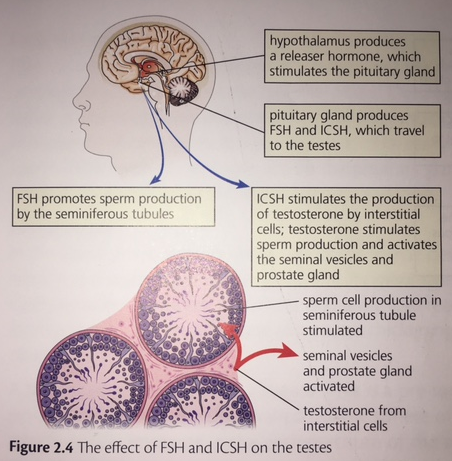 hypothalamus produces
a releaser hormone, which
stimulates the pituitary gland
pituitary gland produces
FSH and ICSH, which travel
to the testes
FSH promotes sperm production
by the seminiferous tubules
ICSH stimulates the production
of testosterone by interstitial
cells; testosterone stimulates
sperm production and activates
the seminal vesicles and
prostate gland
sperm cell production in
seminiferous tubule
stimulated
seminal vesicles
and prostate gland
activated
testosterone from
interstitial cells
Figure 2.4 The effect of FSH and ICSH on the testes